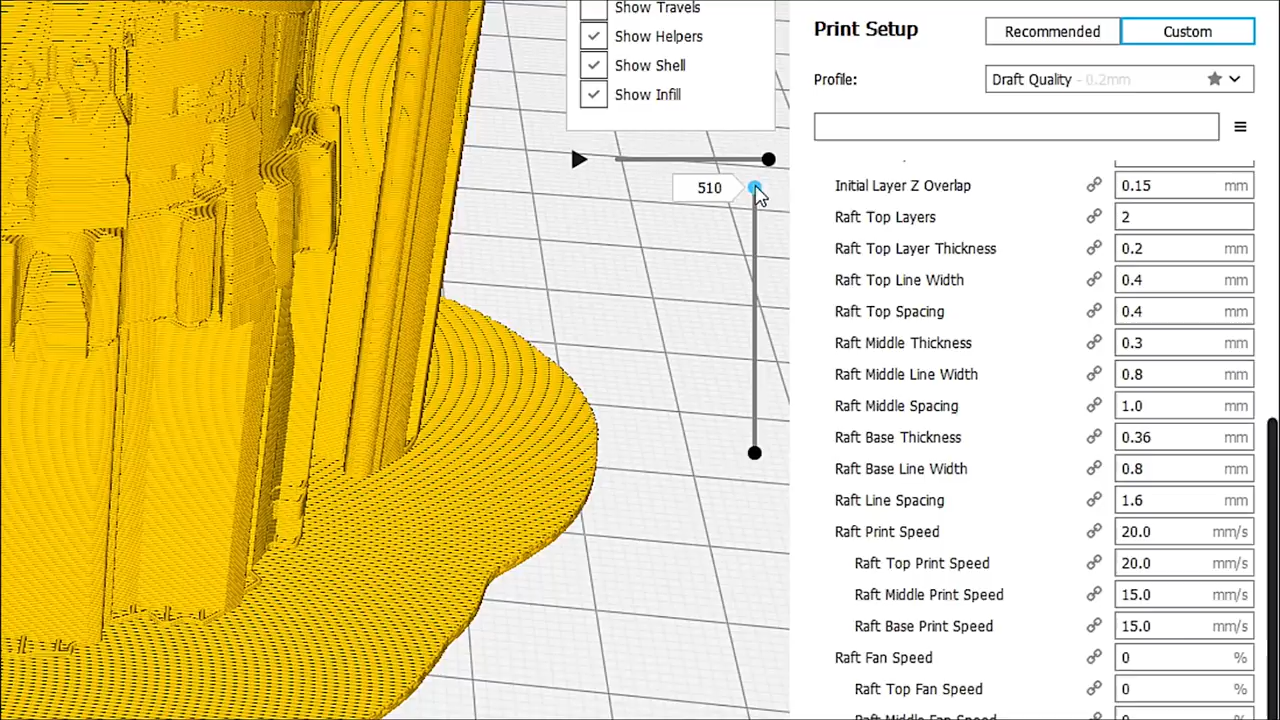 Show Travels
Show Helpers
Show Shell
Show Infill
510
Print Setup
Recommended
Custom
Profile:
Draft Quality - 0.2mm
Initial Layer Z Overlap 0.15 mm
Raft Top Layers 2
Raft Top Layer Thickness 0.2 mm
Raft Top Line Width 0.4 mm
Raft Top Spacing 0.4 mm
Raft Middle Thickness 0.3 mm
Raft Middle Line Width 0.8 mm
Raft Middle Spacing 1.0 mm
Raft Base Thickness 0.36 mm
Raft Base Line Width 0.8 mm
Raft Line Spacing 1.6 mm
Raft Print Speed 20.0 mm/s
Raft Top Print Speed 20.0 mm/s
Raft Middle Print Speed 15.0 mm/s
Raft Base Print Speed 15.0 mm/s
Raft Fan Speed 0 %
Raft Top Fan Speed 0 %
Raft Middle Fan Speed 0 %